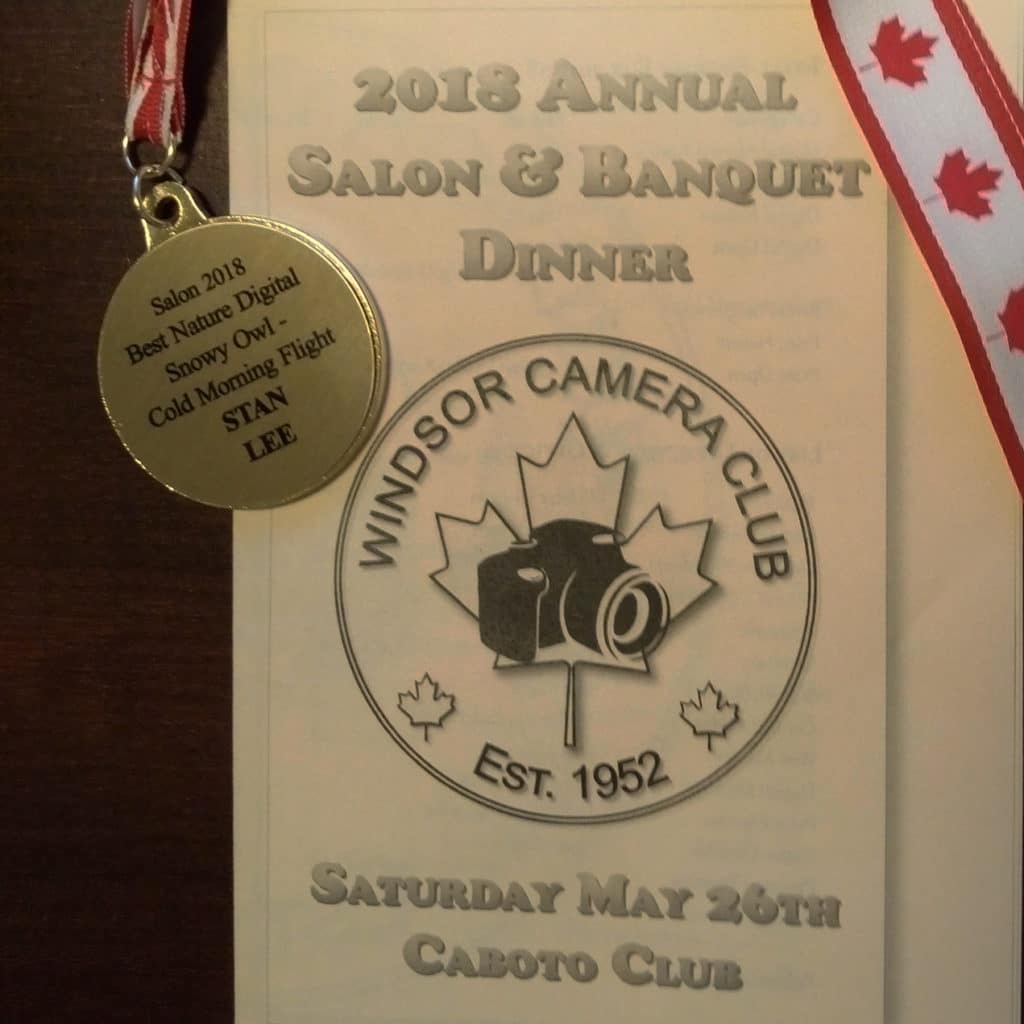 2018 ANNUAL
SALON & BANQUET
DINNER
Salon 2018
Best Nature Digital
Snowy Owl -
Cold Morning Flight
STAN
LEE
WINDSOR CAMERA CLUB
EST. 1952
SATURDAY MAY 26TH
CABOTO CLUB